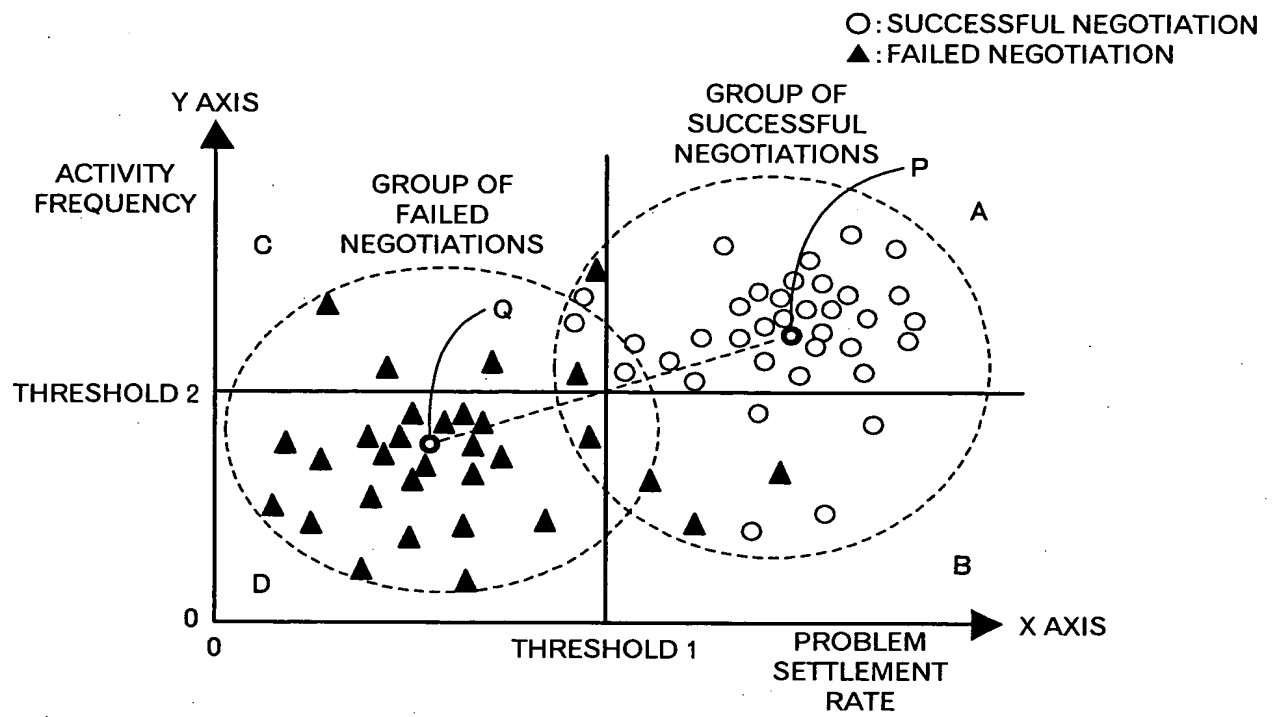 ○: SUCCESSFUL NEGOTIATION
▲: FAILED NEGOTIATION
Y AXIS
ACTIVITY
FREQUENCY
GROUP OF
SUCCESSFUL
NEGOTIATIONS
P
A
GROUP OF
FAILED
NEGOTIATIONS
C
Q
THRESHOLD 2
D
B
0
0
THRESHOLD 1
X AXIS
PROBLEM
SETTLEMENT
RATE